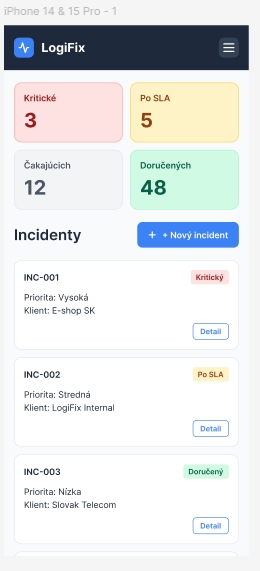 iPhone 14 & 15 Pro - 1
LogiFix
Kritické
3
Po SLA
5
Čakajúcich
12
Doručených
48
Incidenty
+ + Nový incident
INC-001
Kritický
Priorita: Vysoká
Klient: E-shop SK
Detail
INC-002
Po SLA
Priorita: Stredná
Klient: LogiFix Internal
Detail
INC-003
Doručený
Priorita: Nízka
Klient: Slovak Telecom
Detail